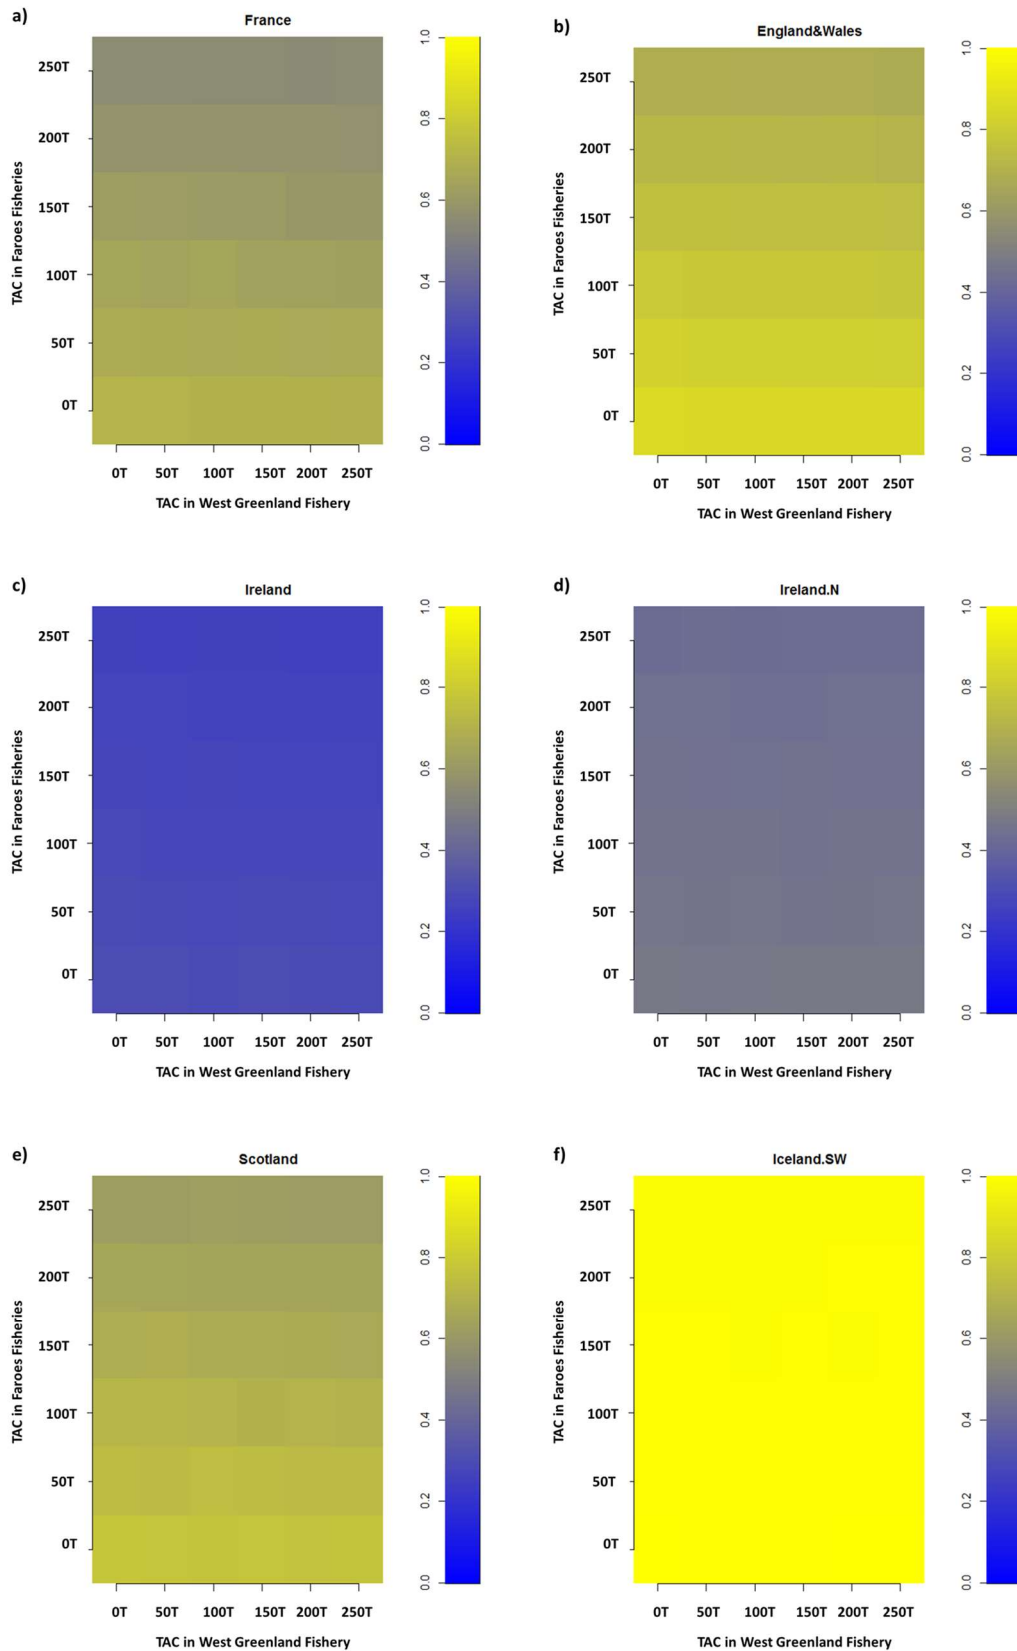 a)
France
TAC in Faroes Fisheries
250T
200T
150T
100T
50T
0T
0T 50T 100T 150T 200T 250T
TAC in West Greenland Fishery
1.0
0.8
0.6
0.4
0.2
0.0
b)
England&Wales
TAC in Faroes Fisheries
250T
200T
150T
100T
50T
0T
0T 50T 100T 150T 200T 250T
TAC in West Greenland Fishery
1.0
0.8
0.6
0.4
0.2
0.0
c)
Ireland
TAC in Faroes Fisheries
250T
200T
150T
100T
50T
0T
0T 50T 100T 150T 200T 250T
TAC in West Greenland Fishery
1.0
0.8
0.6
0.4
0.2
0.0
d)
Ireland.N
TAC in Faroes Fisheries
250T
200T
150T
100T
50T
0T
0T 50T 100T 150T 200T 250T
TAC in West Greenland Fishery
1.0
0.8
0.6
0.4
0.2
0.0
e)
Scotland
TAC in Faroes Fisheries
250T
200T
150T
100T
50T
0T
0T 50T 100T 150T 200T 250T
TAC in West Greenland Fishery
1.0
0.8
0.6
0.4
0.2
0.0
f)
Iceland.SW
TAC in Faroes Fisheries
250T
200T
150T
100T
50T
0T
0T 50T 100T 150T 200T 250T
TAC in West Greenland Fishery
1.0
0.8
0.6
0.4
0.2
0.0